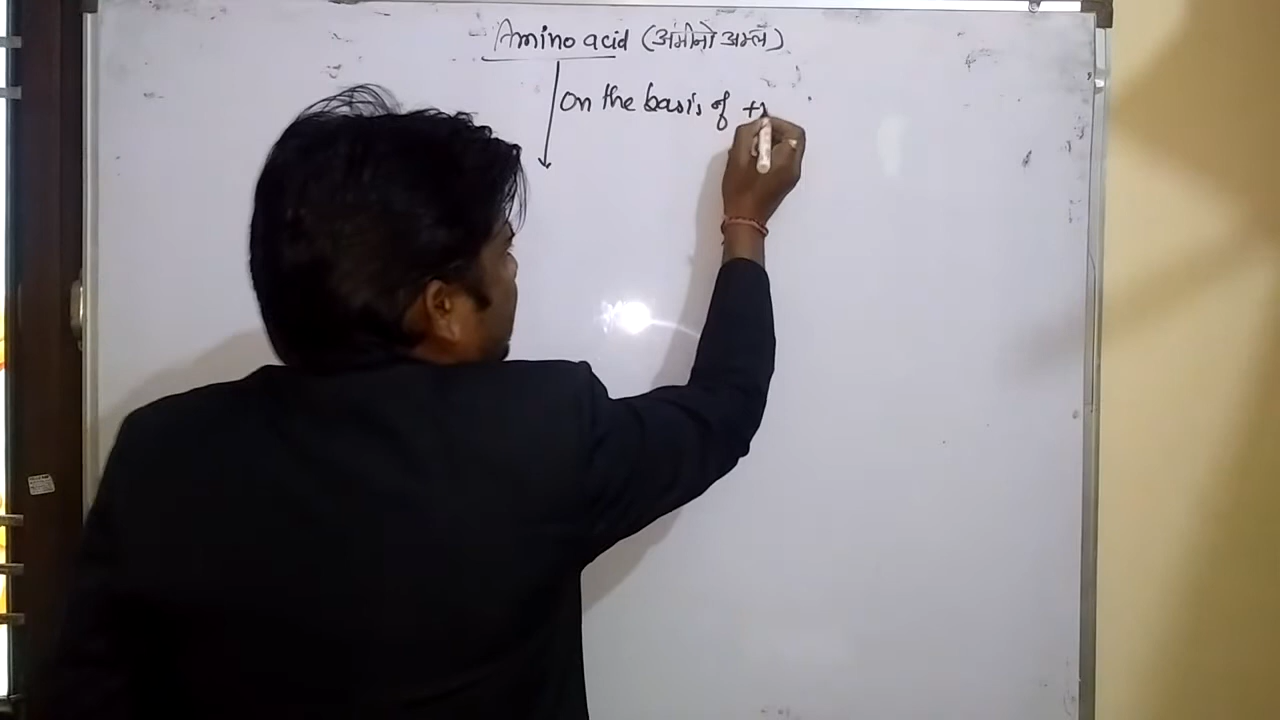 Amino acid (अमीनो अम्ल)
On the basis of